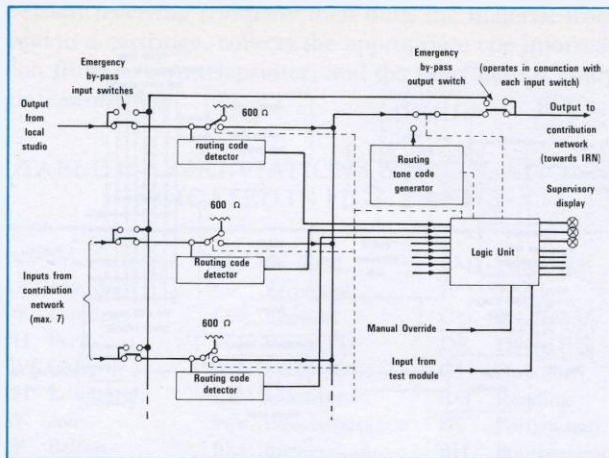 Emergency
by-pass
input switches
Emergency
by-pass
output switch
(operates in conunction with
each input switch)
Output
from
local
studio
600 Ω
Output to
contribution
network
(towards IRN)
routing code
detector
Routing
tone code
generator
Supervisory
display
600 Ω
Logic Unit
Routing code
detector
Inputs from
contribution
network
(max. 7)
Manual Override
600 Ω
Input from
test module
Routing code
detector